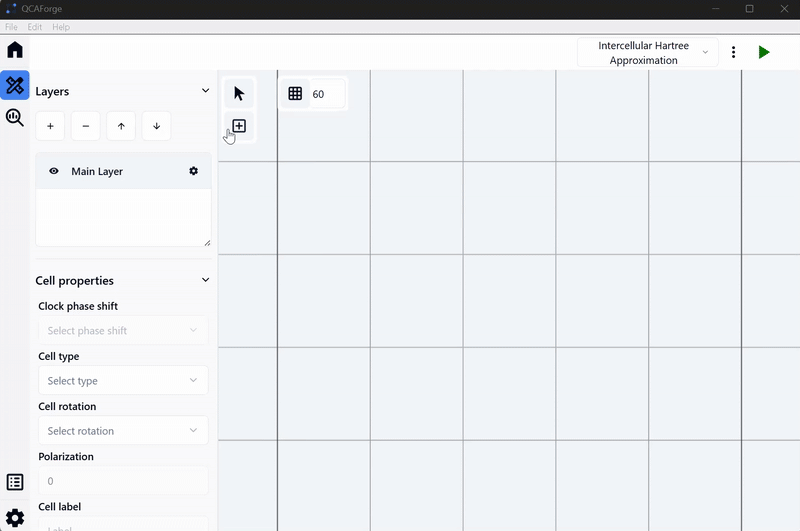 QCAForge
File Edit Help
Intercellular Hartree
Approximation
Layers
60
+ − ↑ ↓
Main Layer
Cell properties
Clock phase shift
Select phase shift
Cell type
Select type
Cell rotation
Select rotation
Polarization
0
Cell label
Label